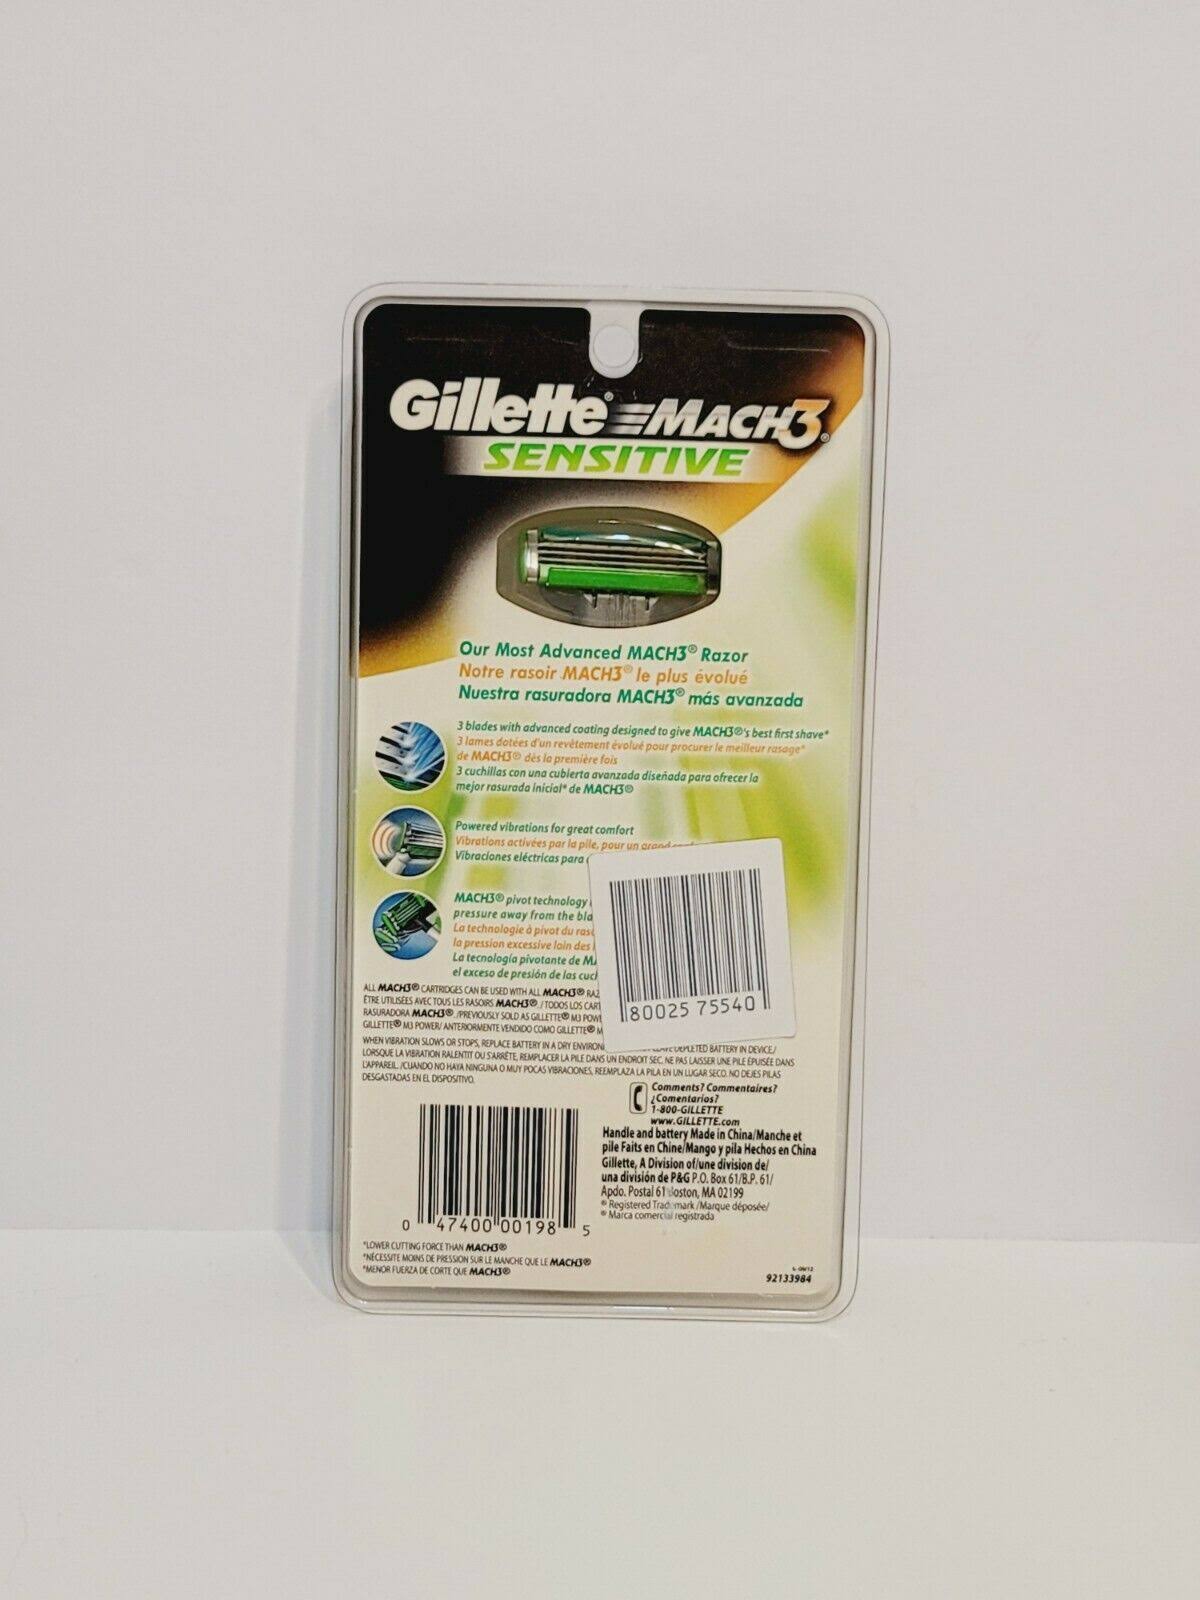 Gillette® MACH3®
SENSITIVE
Our Most Advanced MACH3® Razor
Notre rasoir MACH3® le plus évolué
Nuestra rasuradora MACH3® más avanzada
3 blades with advanced coating designed to give MACH3®'s best first shave*
3 lames dotées d'un revêtement évolué pour procurer le meilleur rasage*
de MACH3® dès la première fois
3 cuchillas con una cubierta avanzada diseñada para ofrecer la
mejor rasurada inicial* de MACH3®
Powered vibrations for great comfort
Vibrations activées par la pile, pour un grand
Vibraciones eléctricas para
MACH3® pivot technology
pressure away from the
La technologie à pivot du
la pression excessive loin des
La tecnología pivotante de
el exceso de presión de las
80025 75540
ALL MACH3® CARTRIDGES CAN BE USED WITH ALL MACH3®
ÊTRE UTILISÉES AVEC TOUS LES RASOIRS MACH3®./TODOS LOS
RASURADORA MACH3®./PREVIOUSLY SOLD AS GILLETTE® M3
GILLETTE® M3 POWER/ ANTERIORMENTE VENDIDO COMO GILLETTE®
WHEN VIBRATION SLOWS OR STOPS, REPLACE BATTERY IN A DRY DEPLETED BATTERY IN DEVICE./
LORSQUE LA VIBRATION RALENTIT OU S'ARRÊTE, REMPLACER LA PILE DANS UN ENDROIT SEC. NE PAS LAISSER UNE PILE ÉPUISÉE DANS
L'APPAREIL. /CUANDO NO HAYA NINGUNA O MUY POCAS VIBRACIONES, REEMPLAZA LA PILA EN UN LUGAR SECO. NO DEJES PILAS
DESGASTADAS EN EL DISPOSITIVO.
Comments? Commentaires?
¿Comentarios?
1-800-GILLETTE
www.GILLETTE.com
Handle and battery Made in China/Manche et
pile Faits en Chine/Mango y pila Hechos en China
Gillette, A Division of/une division de/
una división de P&G P.O. Box 61/B.P. 61/
Apdo. Postal 61 Boston, MA 02199
® Registered Trademark /Marque déposée/
® Marca comercial registrada
0 47400 00198 5
*LOWER CUTTING FORCE THAN MACH3®
*NÉCESSITE MOINS DE PRESSION SUR LE MANCHE QUE LE MACH3®
*MENOR FUERZA DE CORTE QUE MACH3®
92133984